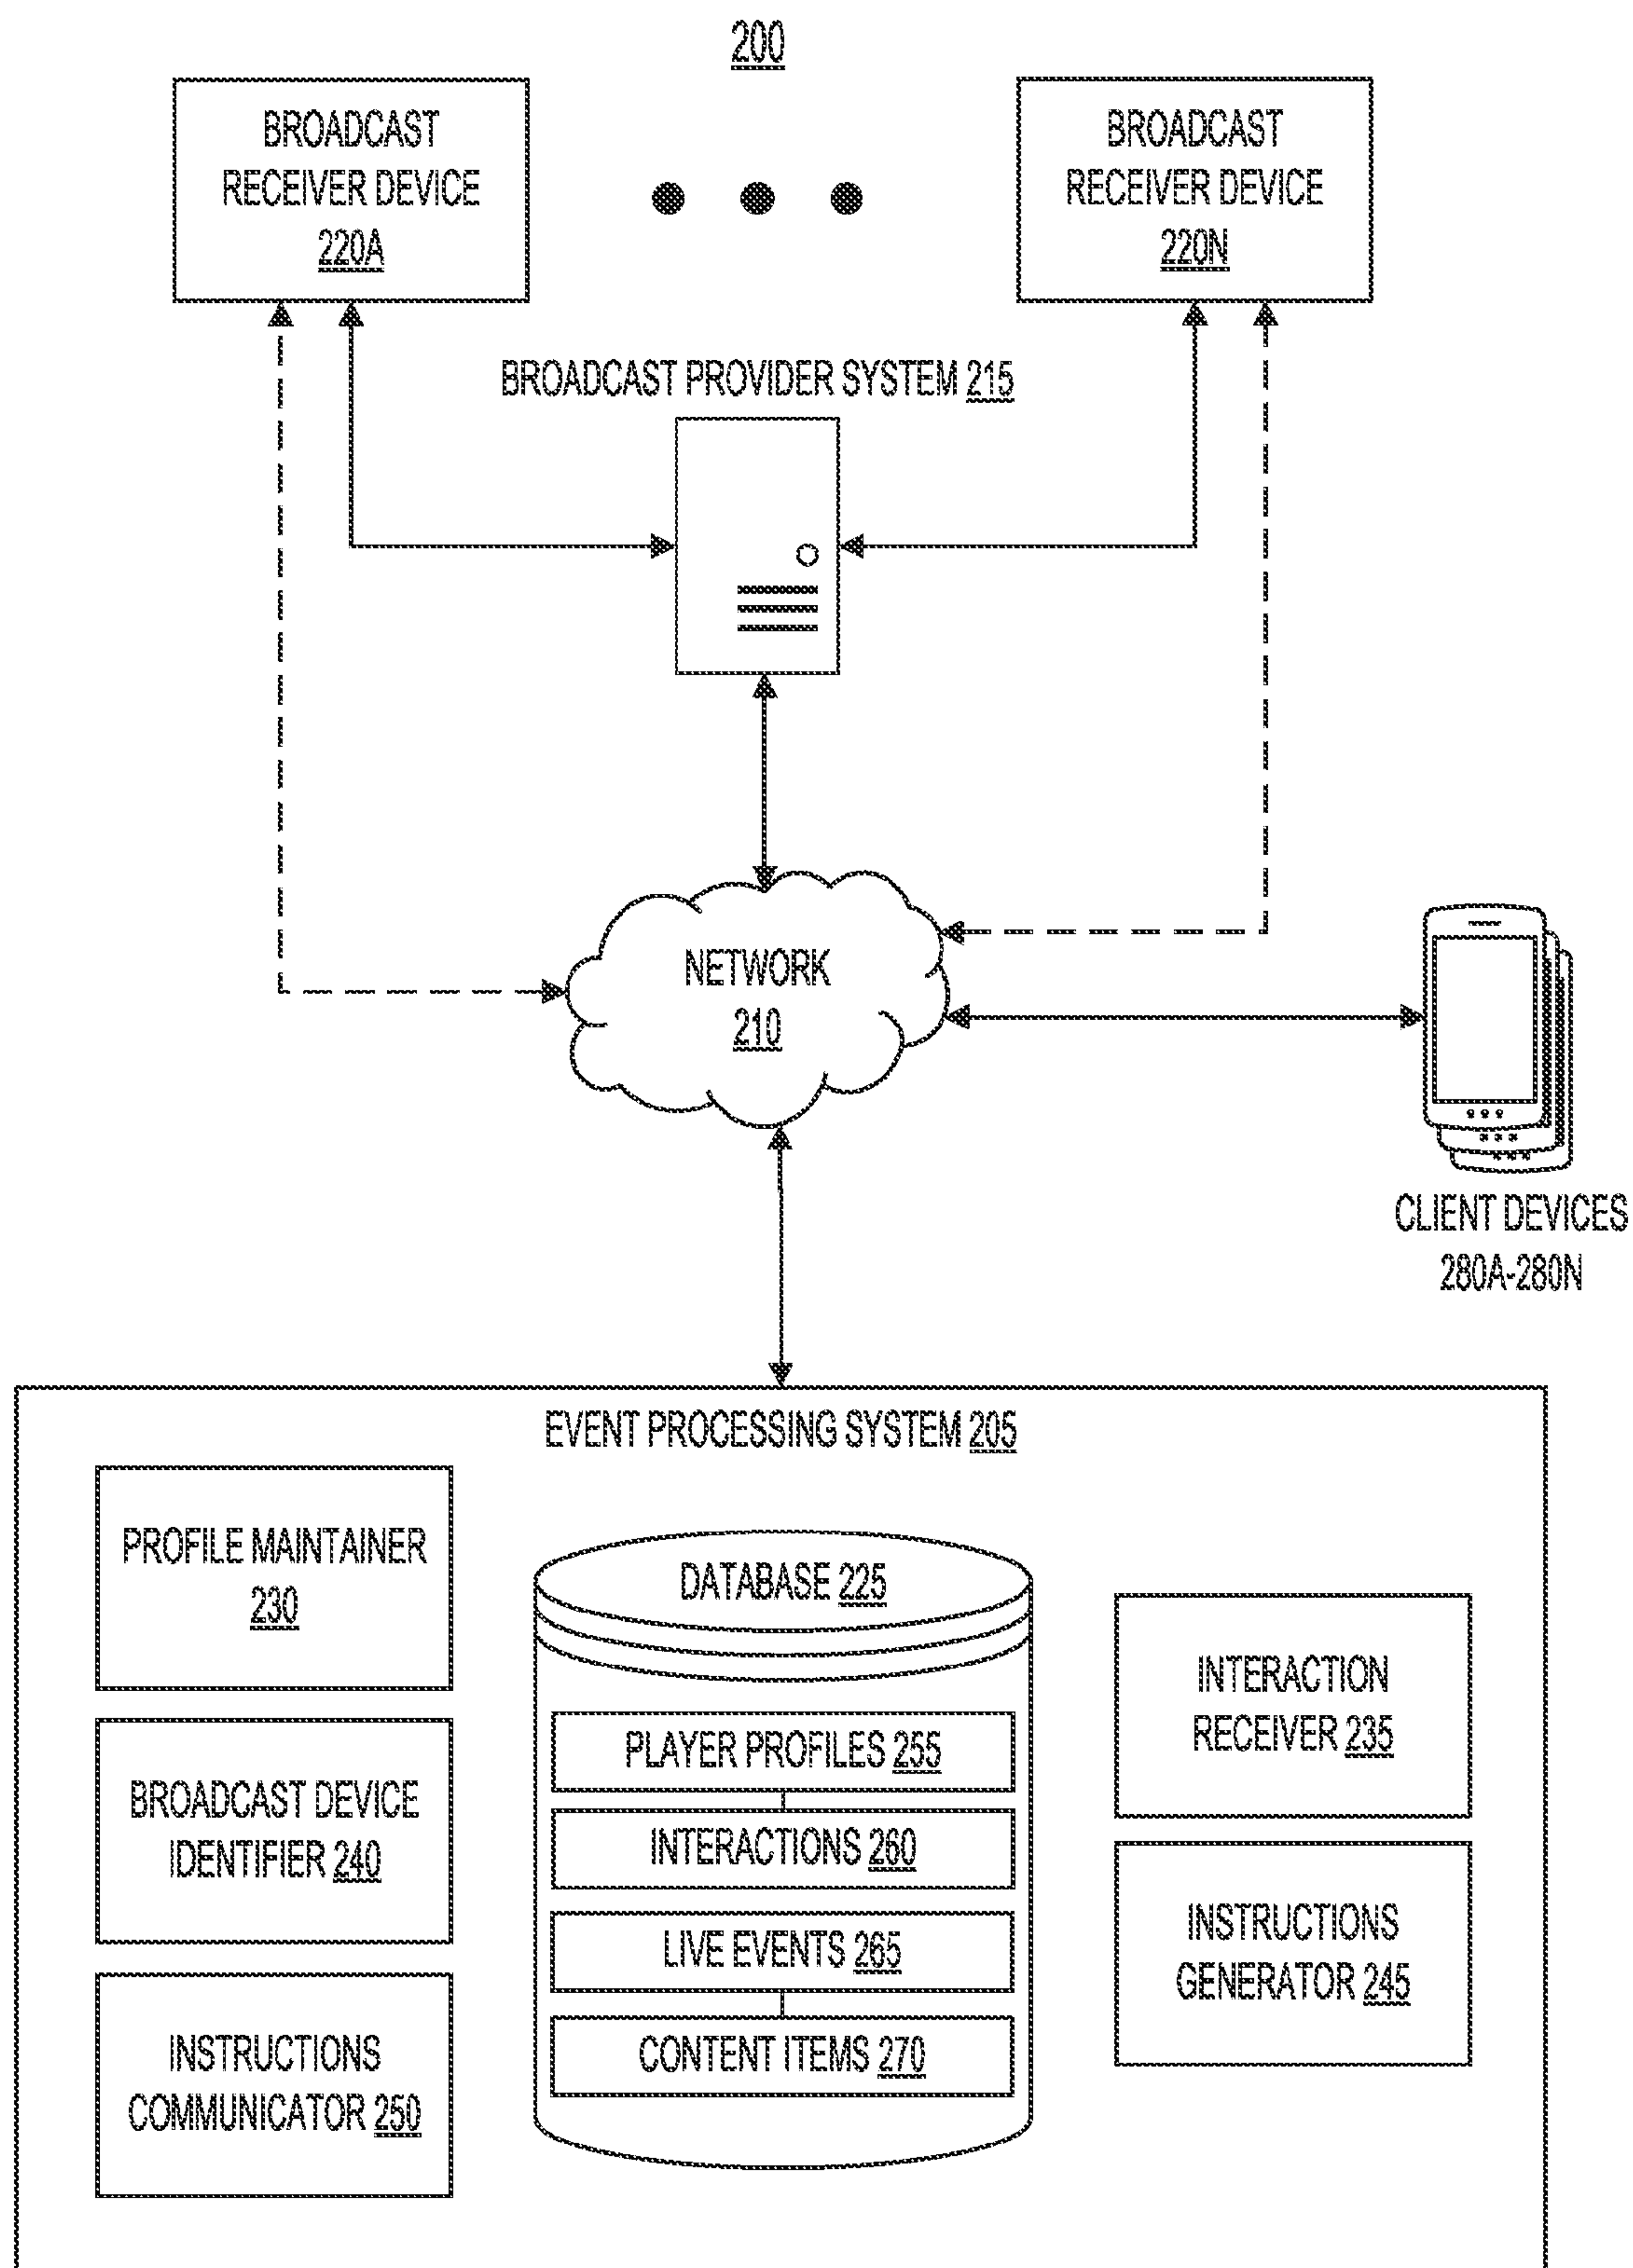 200
BROADCAST
RECEIVER DEVICE
220A
BROADCAST
RECEIVER DEVICE
220N
BROADCAST PROVIDER SYSTEM 215
NETWORK
210
CLIENT DEVICES
280A-280N
EVENT PROCESSING SYSTEM 205
PROFILE MAINTAINER
230
BROADCAST DEVICE
IDENTIFIER 240
INSTRUCTIONS
COMMUNICATOR 250
DATABASE 225
PLAYER PROFILES 255
INTERACTIONS 260
LIVE EVENTS 265
CONTENT ITEMS 270
INTERACTION
RECEIVER 235
INSTRUCTIONS
GENERATOR 245